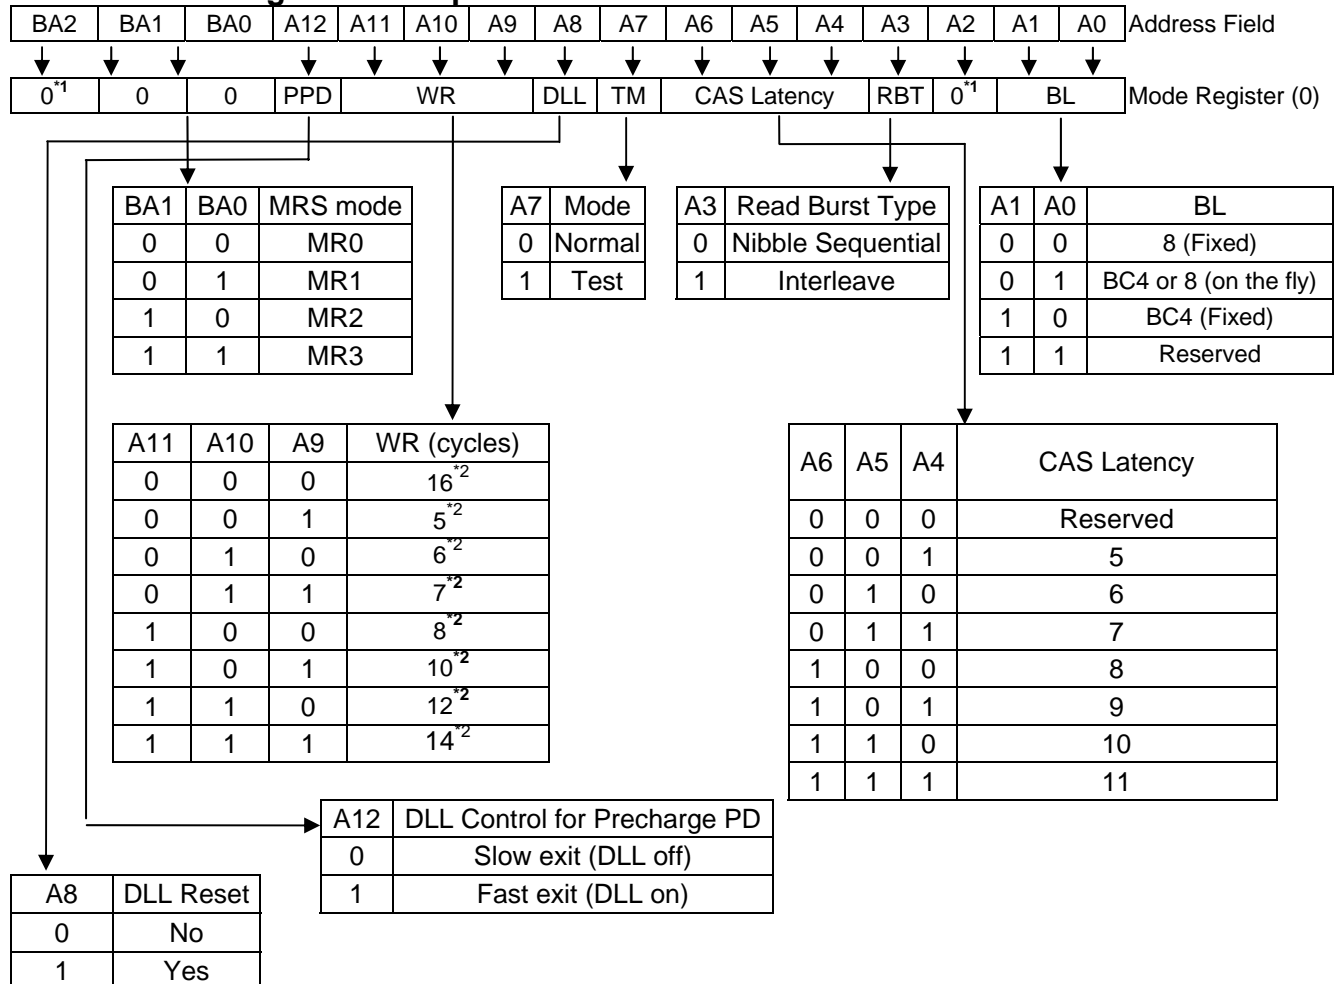 BA2 BA1 BA0 A12 A11 A10 A9 A8 A7 A6 A5 A4 A3 A2 A1 A0 Address Field
0*1 0 0 PPD WR DLL TM CAS Latency RBT 0*1 BL Mode Register (0)
BA1 BA0 MRS mode
0 0 MR0
0 1 MR1
1 0 MR2
1 1 MR3
A7 Mode
0 Normal
1 Test
A3 Read Burst Type
0 Nibble Sequential
1 Interleave
A1 A0 BL
0 0 8 (Fixed)
0 1 BC4 or 8 (on the fly)
1 0 BC4 (Fixed)
1 1 Reserved
A11 A10 A9 WR (cycles)
0 0 0 16*2
0 0 1 5*2
0 1 0 6*2
0 1 1 7*2
1 0 0 8*2
1 0 1 10*2
1 1 0 12*2
1 1 1 14*2
A6 A5 A4 CAS Latency
0 0 0 Reserved
0 0 1 5
0 1 0 6
0 1 1 7
1 0 0 8
1 0 1 9
1 1 0 10
1 1 1 11
A12 DLL Control for Precharge PD
0 Slow exit (DLL off)
1 Fast exit (DLL on)
A8 DLL Reset
0 No
1 Yes